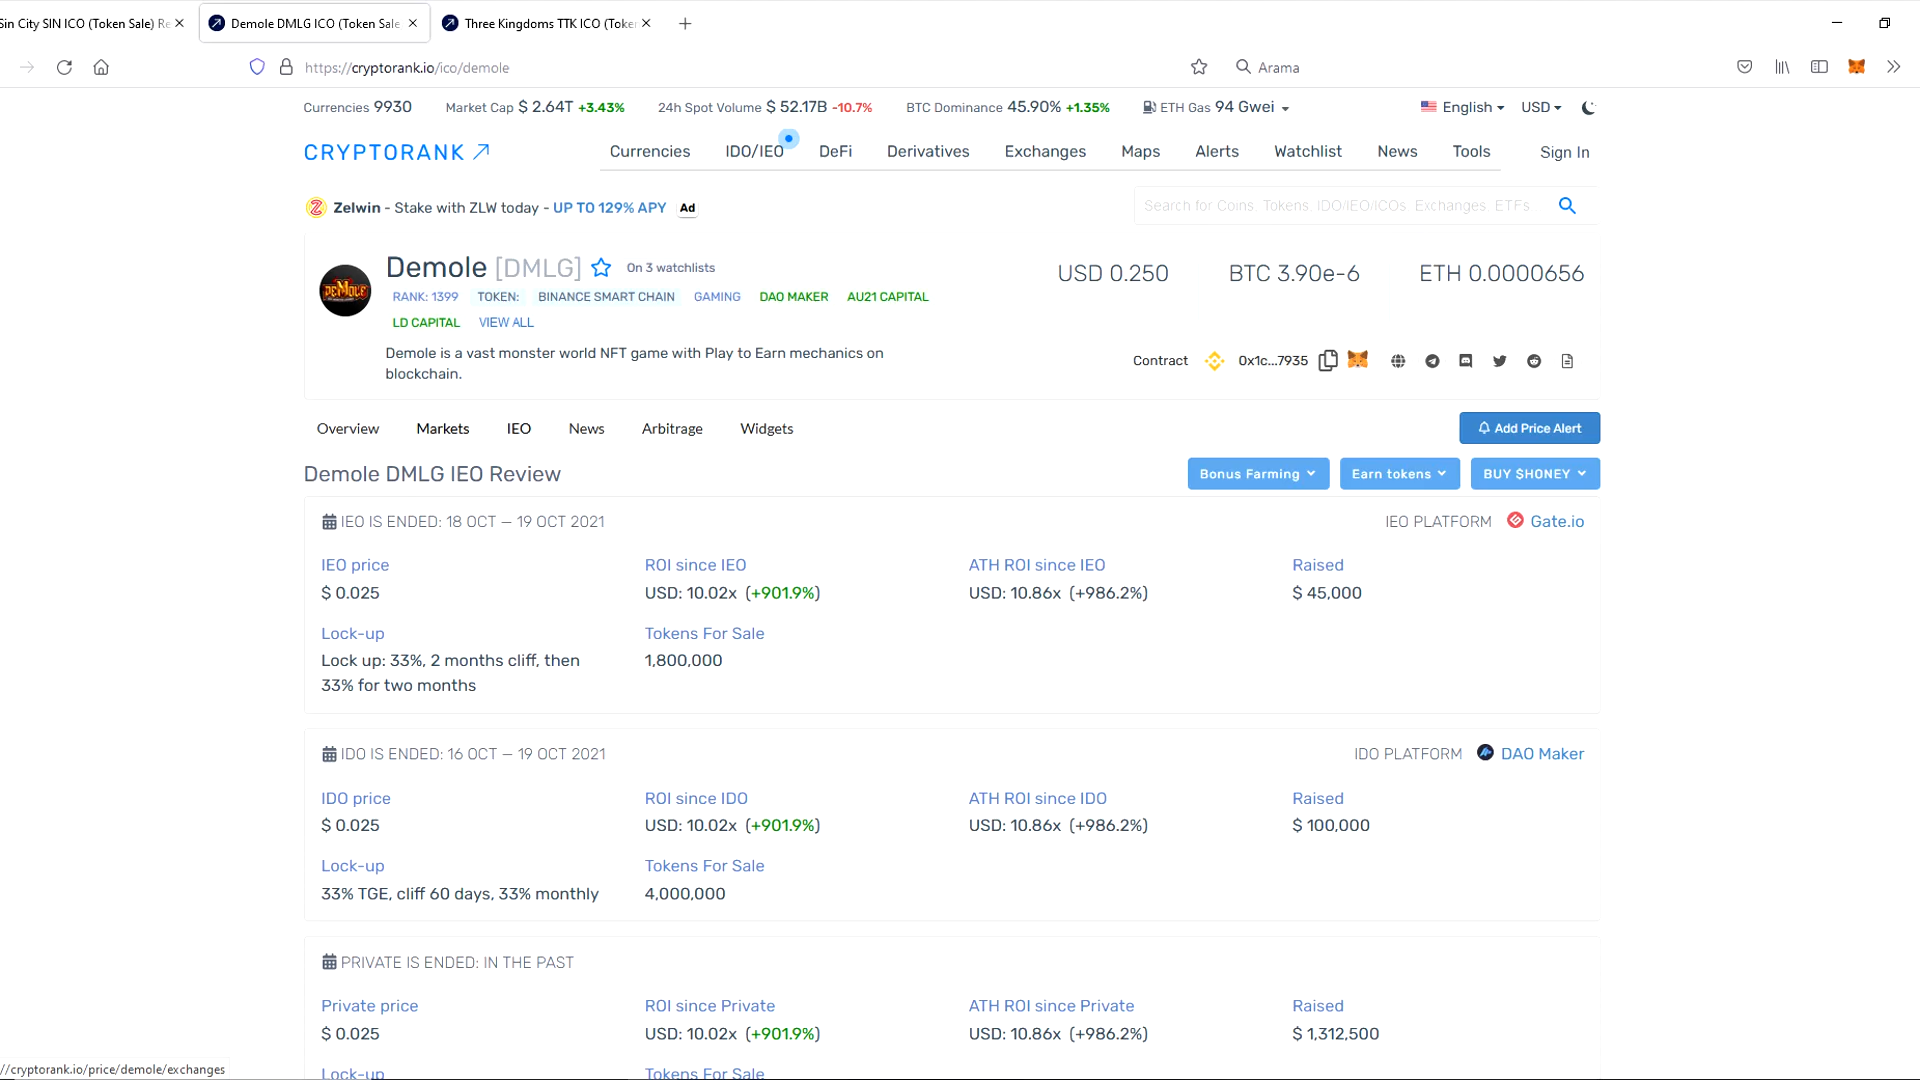 Sin City SIN ICO (Token Sale) Re
Demole DMLG ICO (Token Sale
Three Kingdoms TTK ICO (Toke
https://cryptorank.io/ico/demole
Arama
Currencies 9930 Market Cap $ 2.64T +3.43% 24h Spot Volume $ 52.17B -10.7% BTC Dominance 45.90% +1.35% ETH Gas 94 Gwei English USD
CRYPTORANK Currencies IDO/IEO DeFi Derivatives Exchanges Maps Alerts Watchlist News Tools Sign In
Zelwin - Stake with ZLW today - UP TO 129% APY Ad
Search for Coins, Tokens, IDO/IEO/ICOs, Exchanges, ETFs
DEMOLE
Demole [DMLG] On 3 watchlists USD 0.250 BTC 3.90e-6 ETH 0.0000656
RANK: 1399 TOKEN: BINANCE SMART CHAIN GAMING DAO MAKER AU21 CAPITAL
LD CAPITAL VIEW ALL
Demole is a vast monster world NFT game with Play to Earn mechanics on
blockchain.
Contract 0x1c...7935
Overview Markets IEO News Arbitrage Widgets Add Price Alert
Demole DMLG IEO Review Bonus Farming Earn tokens BUY $HONEY
IEO IS ENDED: 18 OCT — 19 OCT 2021 IEO PLATFORM Gate.io
IEO price ROI since IEO ATH ROI since IEO Raised
$ 0.025 USD: 10.02x (+901.9%) USD: 10.86x (+986.2%) $ 45,000
Lock-up Tokens For Sale
Lock up: 33%, 2 months cliff, then 1,800,000
33% for two months
IDO IS ENDED: 16 OCT — 19 OCT 2021 IDO PLATFORM DAO Maker
IDO price ROI since IDO ATH ROI since IDO Raised
$ 0.025 USD: 10.02x (+901.9%) USD: 10.86x (+986.2%) $ 100,000
Lock-up Tokens For Sale
33% TGE, cliff 60 days, 33% monthly 4,000,000
PRIVATE IS ENDED: IN THE PAST
Private price ROI since Private ATH ROI since Private Raised
$ 0.025 USD: 10.02x (+901.9%) USD: 10.86x (+986.2%) $ 1,312,500
Lock-up Tokens For Sale
//cryptorank.io/price/demole/exchanges